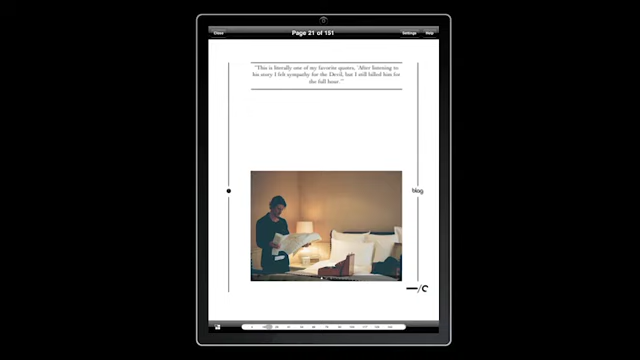 Close
Page 21 of 151
Settings
Help
"This is literally one of my favorite quotes, 'After listening to
his story I felt sympathy for the Devil, but I still billed him for
the full hour.'"
blag
—/C